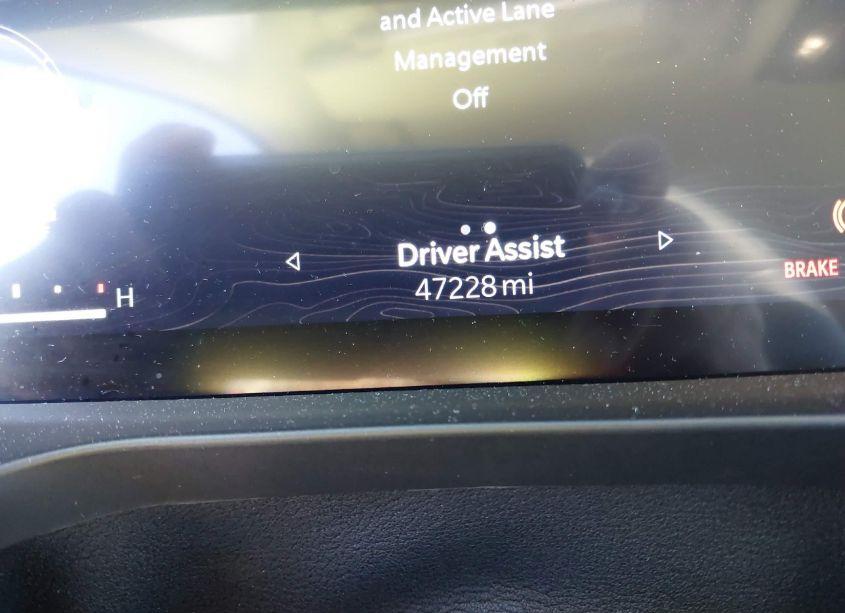 and Active Lane
Management
Off
Driver Assist
47228 mi
H
BRAKE